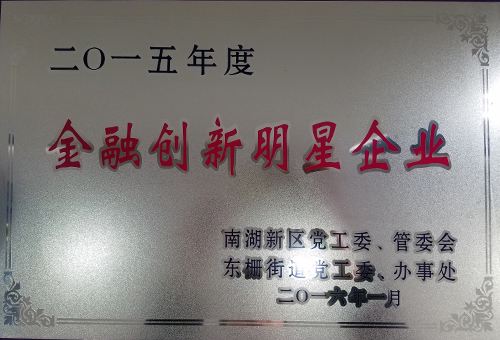 二〇一五年度
金融创新明星企业
南湖新区党工委、管委会
东栅街道党工委、办事处
二〇一六年一月